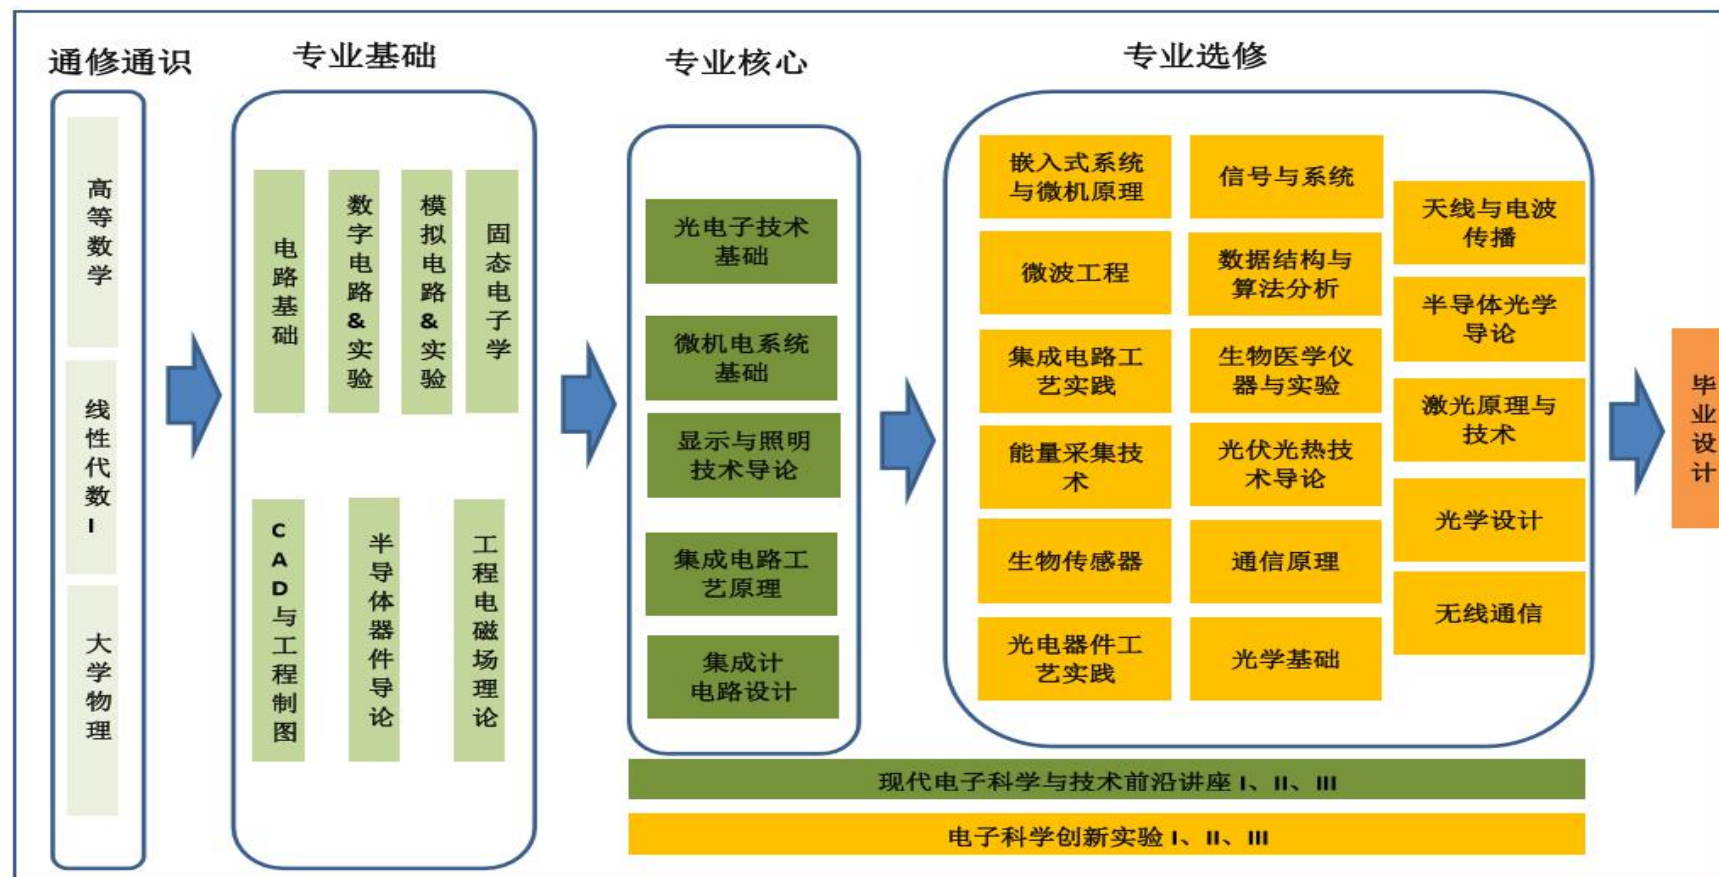 通修通识
高等数学
线性代数I
大学物理
专业基础
电路基础
数字电路&实验
模拟电路&实验
固态电子学
CAD与工程制图
半导体器件导论
工程电磁场理论
专业核心
光电子技术
基础
微机电系统
基础
显示与照明
技术导论
集成电路工
艺原理
集成计
电路设计
专业选修
嵌入式系统
与微机原理
微波工程
集成电路工
艺实践
能量采集技
术
生物传感器
光电器件工
艺实践
信号与系统
数据结构与
算法分析
生物医学仪
器与实验
光伏光热技
术导论
通信原理
光学基础
天线与电波
传播
半导体光学
导论
激光原理与
技术
光学设计
无线通信
现代电子科学与技术前沿讲座 I、II、III
电子科学创新实验 I、II、III
毕业设计